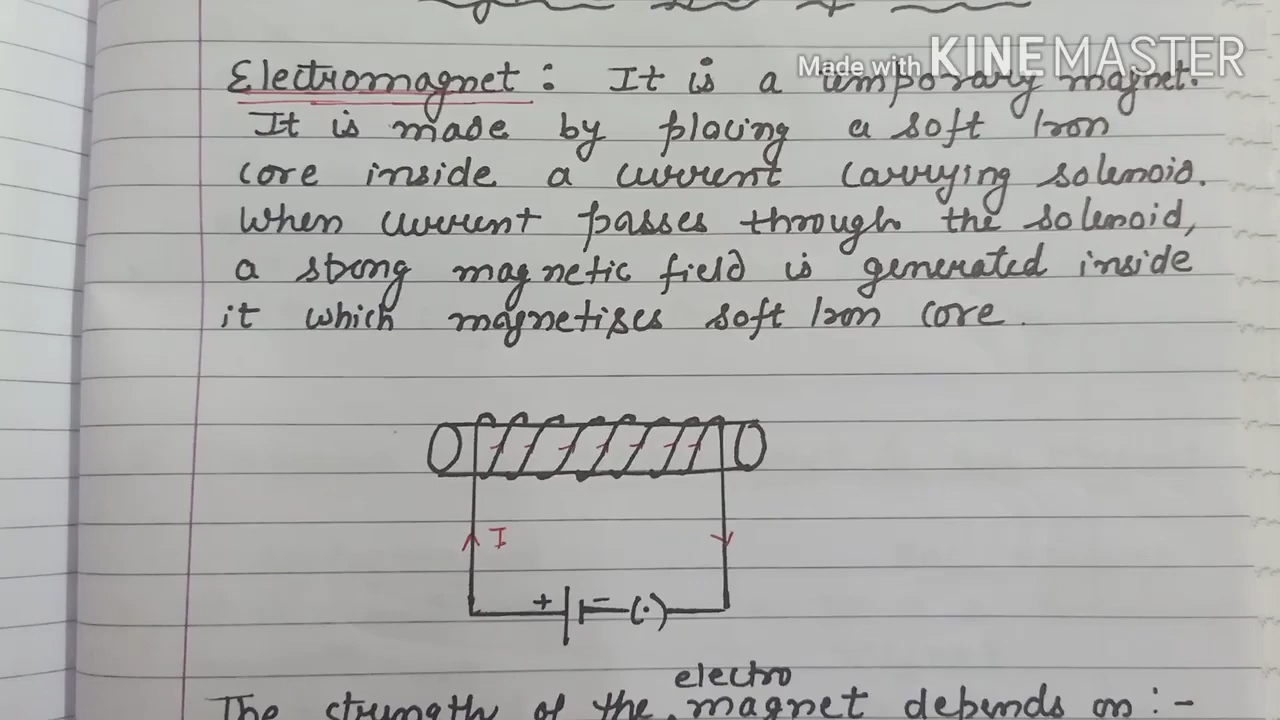 Made with KINEMASTER
Electromagnet : It is a temporary magnet.
It is made by placing a soft Iron
core inside a current carrying solenoid.
When current passes through the solenoid,
a strong magnetic field is generated inside
it which magnetises soft Iron core.
I
+ - (.)
electro
The strength of the magnet depends on :-